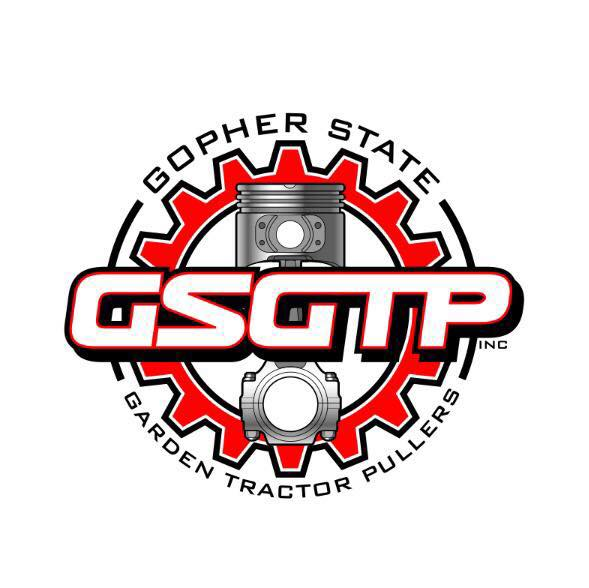 GOPHER STATE
GSGTP
INC
GARDEN TRACTOR PULLERS